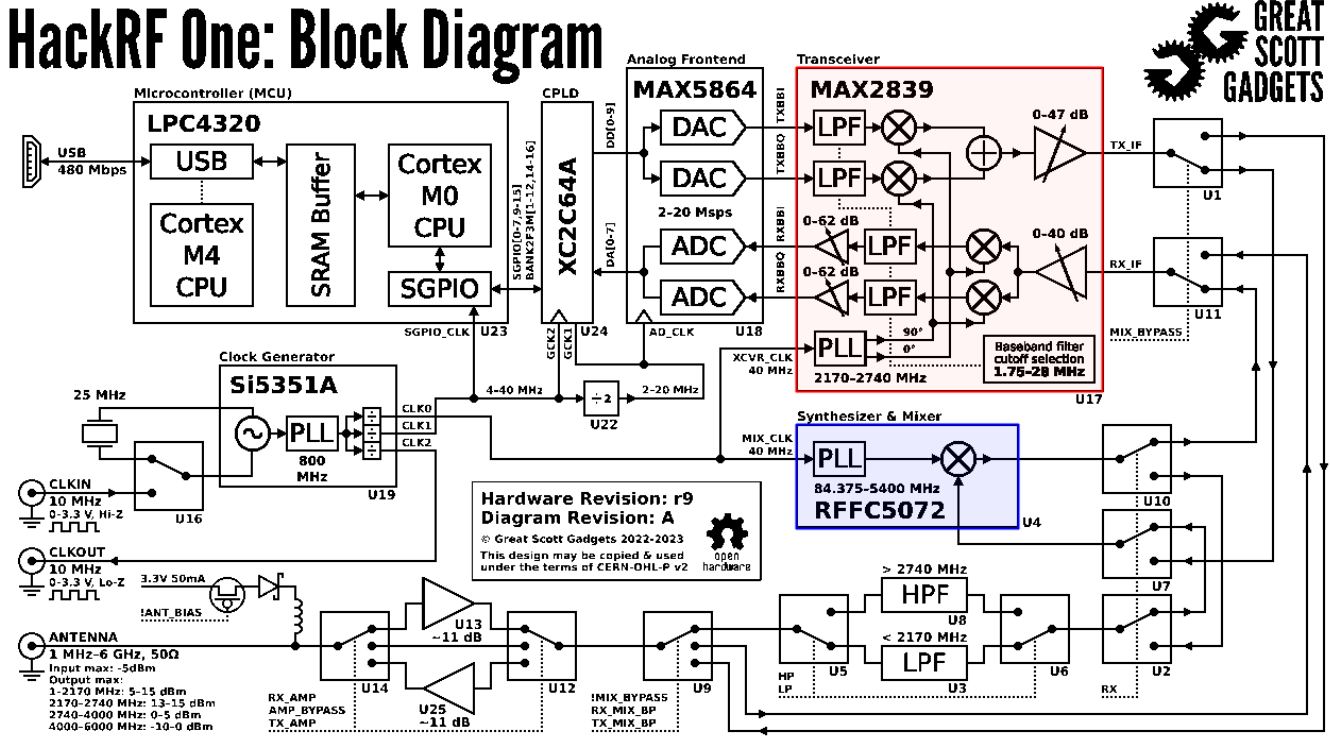 HackRF One: Block Diagram
GREAT
SCOTT
GADGETS
Microcontroller (MCU)
LPC4320
USB
480 Mbps
USB
Cortex
M4
CPU
SRAM Buffer
Cortex
M0
CPU
SGPIO
SGPIO_CLK
U23
SGPIO[0-7,9-15]
BANK2F3M[1-12,14-16]
CPLD
XC2C64A
GCK2
GCK1
U24
DD[0-9]
DA[0-7]
Analog Frontend
MAX5864
DAC
DAC
2-20 Msps
ADC
ADC
AD_CLK
U18
TXBBI
TXBBQ
RXBBI
RXBBQ
Transceiver
MAX2839
LPF
LPF
0-47 dB
0-62 dB
LPF
0-62 dB
LPF
0-40 dB
PLL
90°
0°
2170-2740 MHz
Baseband filter
cutoff selection
1.75-28 MHz
U17
XCVR_CLK
40 MHz
TX_IF
U1
RX_IF
U11
MIX_BYPASS
Clock Generator
Si5351A
PLL
800
MHz
÷
÷
÷
U19
CLK0
CLK1
CLK2
4-40 MHz
÷2
U22
2-20 MHz
25 MHz
U16
CLKIN
10 MHz
0-3.3 V, Hi-Z
CLKOUT
10 MHz
0-3.3 V, Lo-Z
Synthesizer & Mixer
MIX_CLK
40 MHz
PLL
84.375-5400 MHz
RFFC5072
U4
U10
U7
U2
RX
Hardware Revision: r9
Diagram Revision: A
© Great Scott Gadgets 2022-2023
This design may be copied & used
under the terms of CERN-OHL-P v2
open
hardware
3.3V 50mA
!ANT_BIAS
ANTENNA
1 MHz-6 GHz, 50Ω
Input max: -5dBm
Output max:
1-2170 MHz: 5-15 dBm
2170-2740 MHz: 13-15 dBm
2740-4000 MHz: 0-5 dBm
4000-6000 MHz: -10-0 dBm
U14
U13
~11 dB
U25
~11 dB
U12
RX_AMP
AMP_BYPASS
TX_AMP
U9
!MIX_BYPASS
RX_MIX_BP
TX_MIX_BP
U5
HP
LP
> 2740 MHz
HPF
U8
< 2170 MHz
LPF
U3
U6